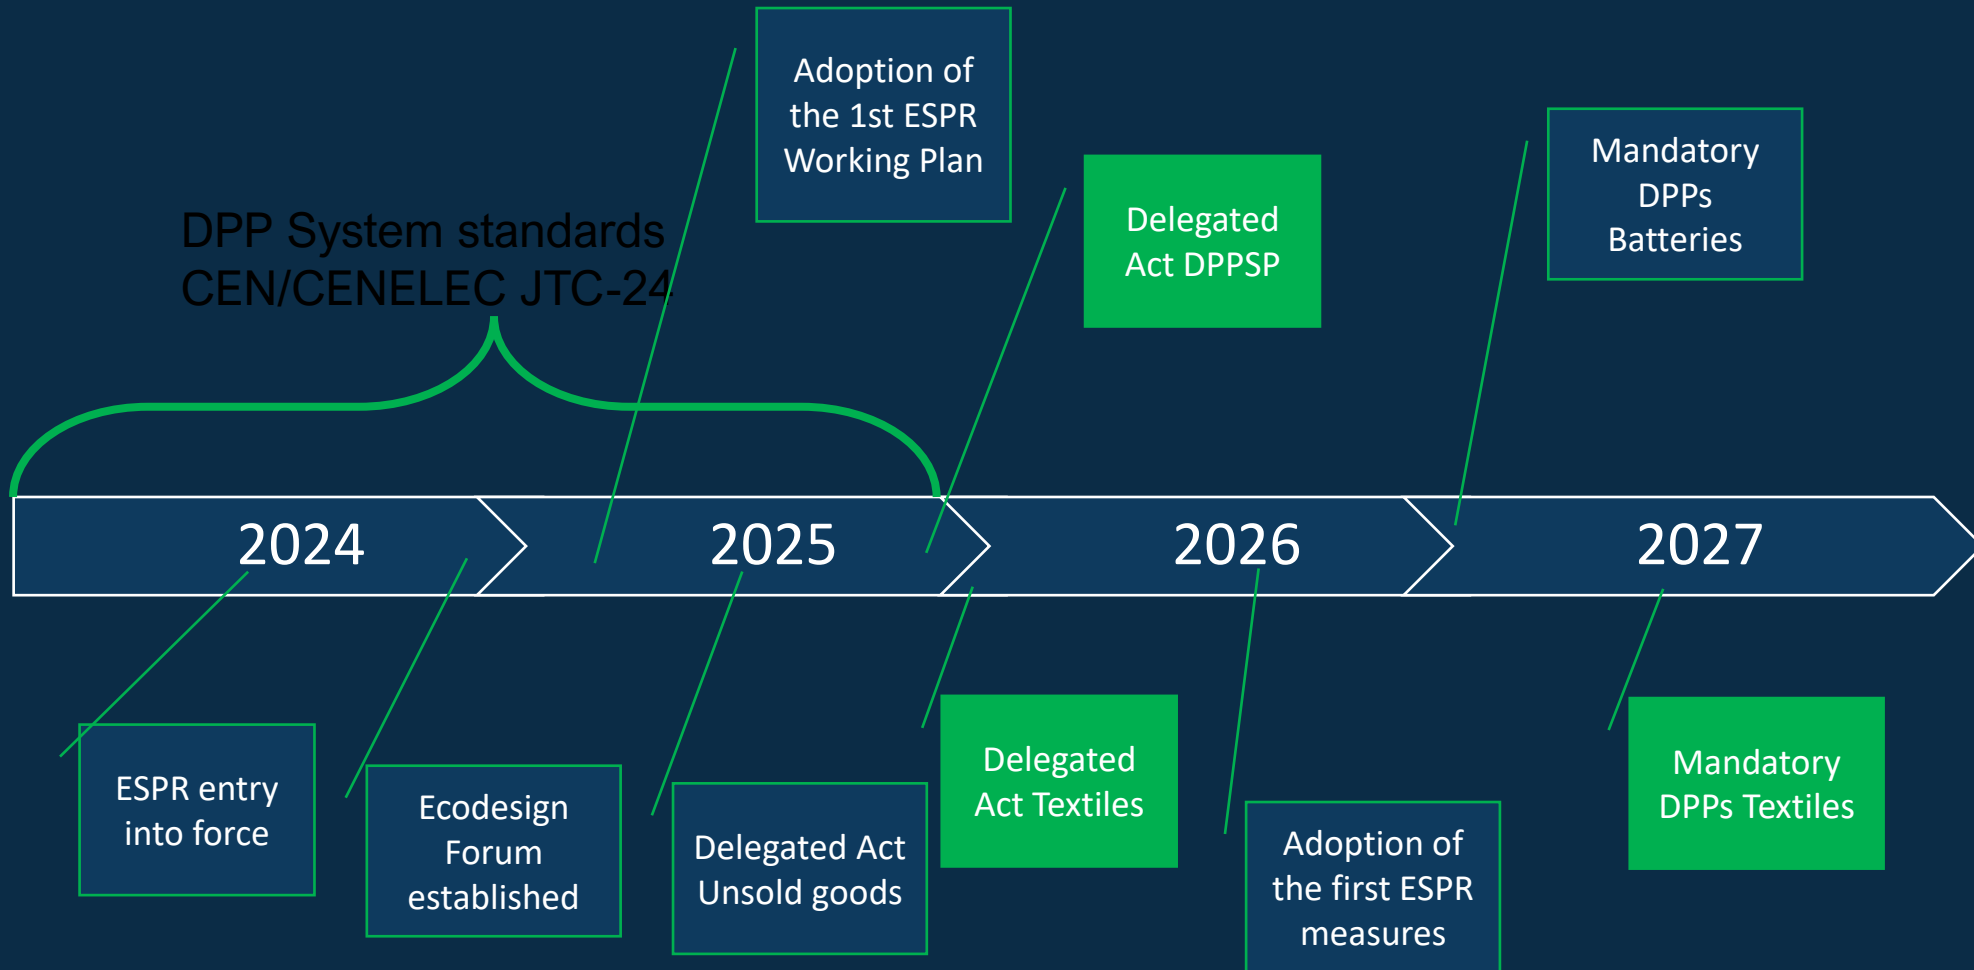 Adoption of
the 1st ESPR
Working Plan
Mandatory
DPPs
Batteries
Delegated
Act DPPSP
DPP System standards
CEN/CENELEC JTC-24
2024
2025
2026
2027
ESPR entry
into force
Ecodesign
Forum
established
Delegated Act
Unsold goods
Delegated
Act Textiles
Adoption of
the first ESPR
measures
Mandatory
DPPs Textiles